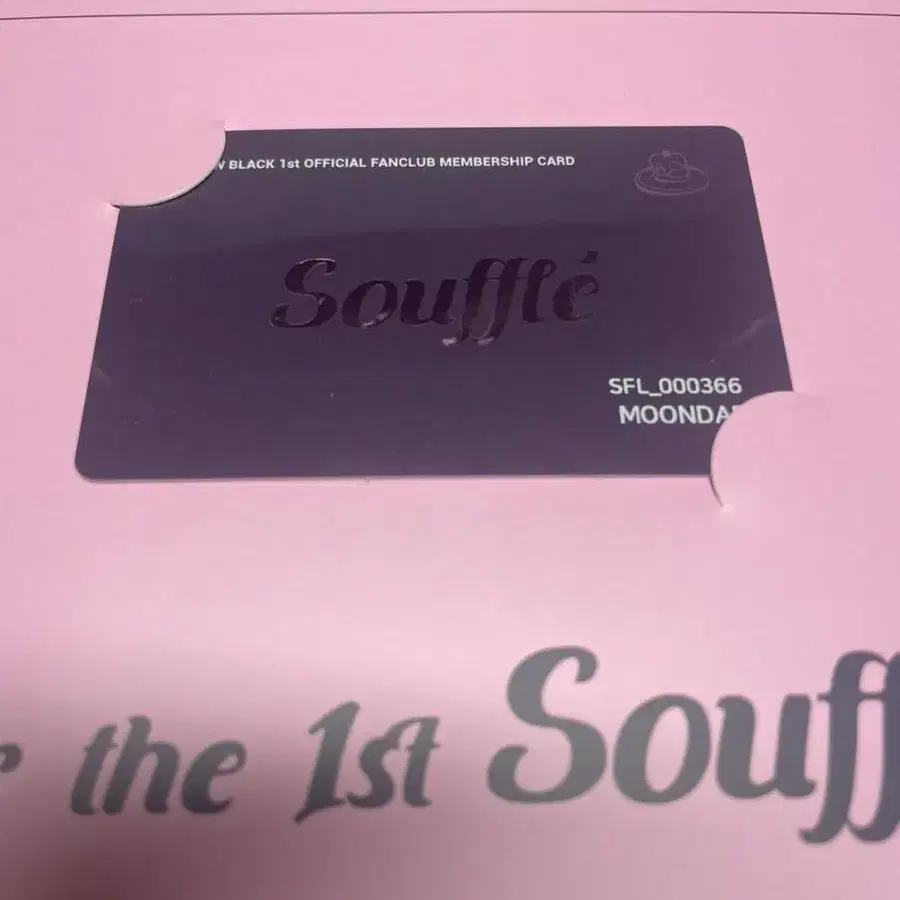 BLACK 1st OFFICIAL FANCLUB MEMBERSHIP CARD
Soufflé
SFL_000366
the 1st